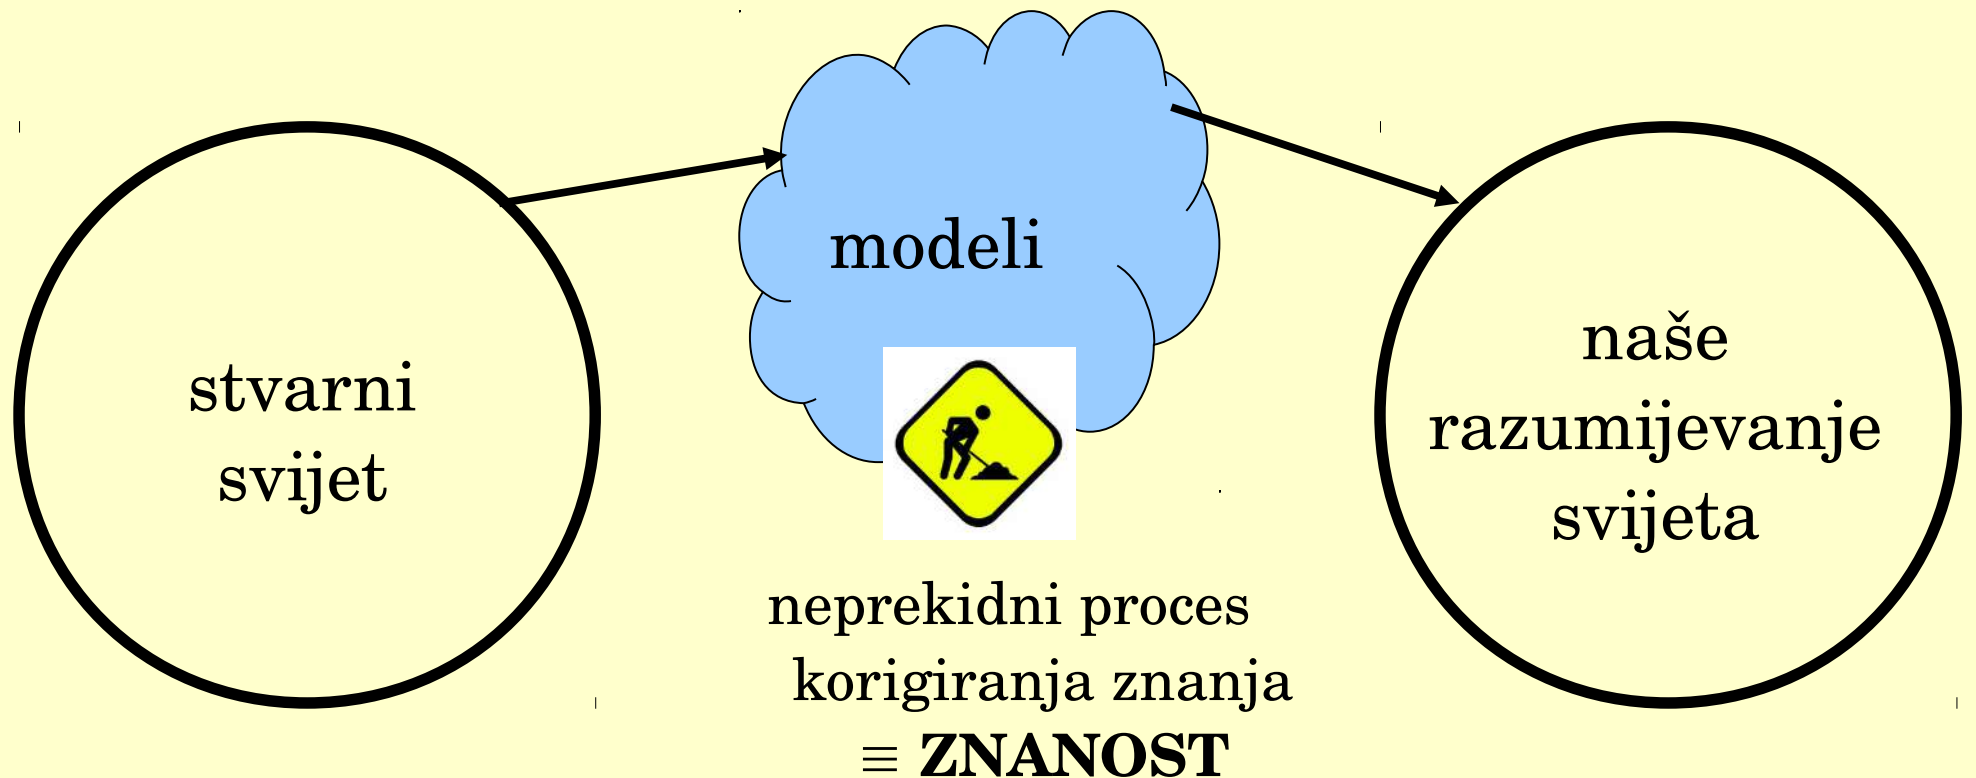 stvarni
svijet
modeli
naše
razumijevanje
svijeta
neprekidni proces
korigiranja znanja
≡ ZNANOST